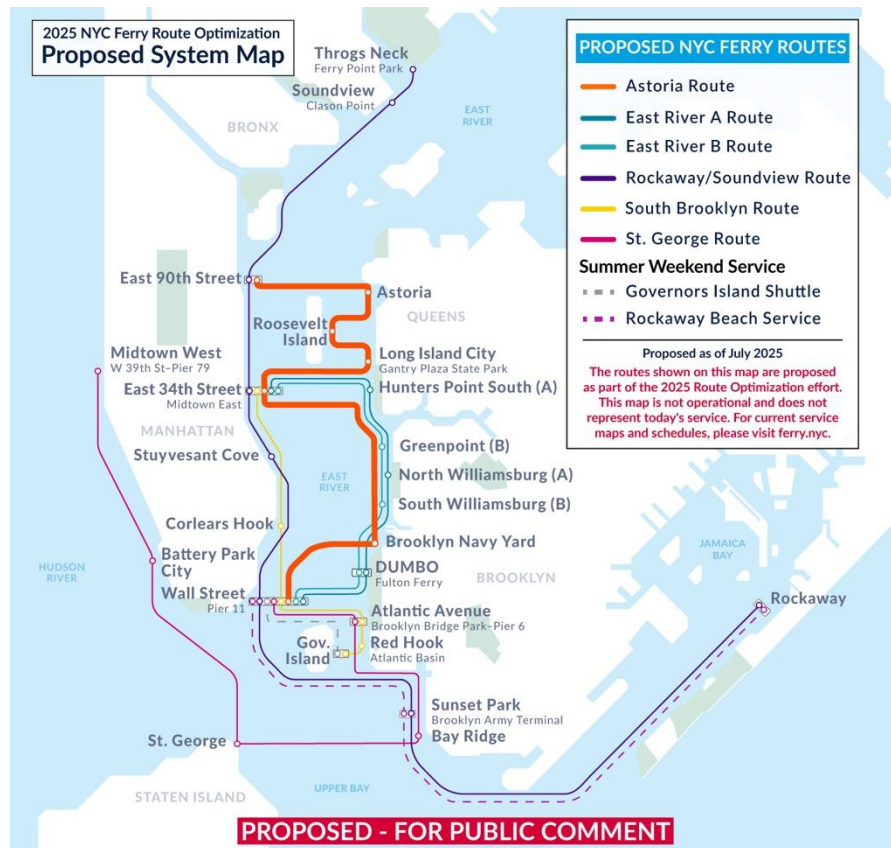 2025 NYC Ferry Route Optimization
Proposed System Map
Throgs Neck
Ferry Point Park
Soundview
Clason Point
BRONX
EAST
RIVER
East 90th Street
Astoria
QUEENS
Roosevelt
Island
Long Island City
Gantry Plaza State Park
Midtown West
W 39th St–Pier 79
East 34th Street
Midtown East
Hunters Point South (A)
MANHATTAN
Stuyvesant Cove
Greenpoint (B)
EAST
RIVER
North Williamsburg (A)
South Williamsburg (B)
Corlears Hook
Brooklyn Navy Yard
Battery Park
City
HUDSON
RIVER
DUMBO
Fulton Ferry
BROOKLYN
JAMAICA
BAY
Wall Street
Pier 11
Atlantic Avenue
Brooklyn Bridge Park–Pier 6
Rockaway
Gov.
Island
Red Hook
Atlantic Basin
Sunset Park
Brooklyn Army Terminal
Bay Ridge
St. George
UPPER BAY
STATEN ISLAND
PROPOSED - FOR PUBLIC COMMENT
PROPOSED NYC FERRY ROUTES
Astoria Route
East River A Route
East River B Route
Rockaway/Soundview Route
South Brooklyn Route
St. George Route
Summer Weekend Service
Governors Island Shuttle
Rockaway Beach Service
Proposed as of July 2025
The routes shown on this map are proposed
as part of the 2025 Route Optimization effort.
This map is not operational and does not
represent today's service. For current service
maps and schedules, please visit ferry.nyc.